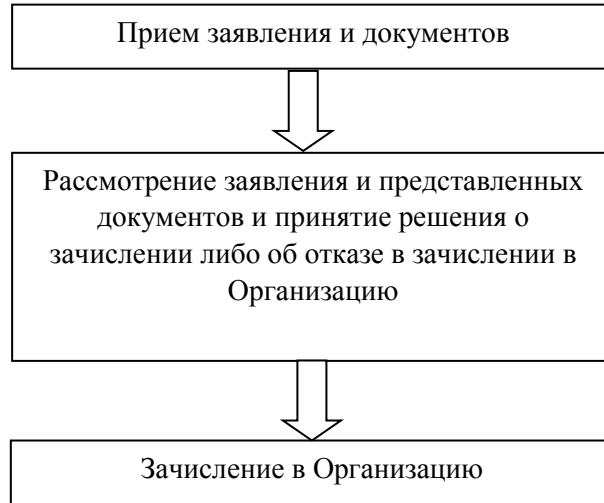 Прием заявления и документов
Рассмотрение заявления и представленных
документов и принятие решения о
зачислении либо об отказе в зачислении в
Организацию
Зачисление в Организацию